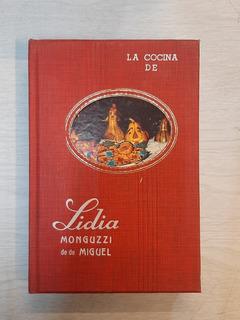 LA COCINA
DE
Lidia
MONGUZZI
de de MIGUEL